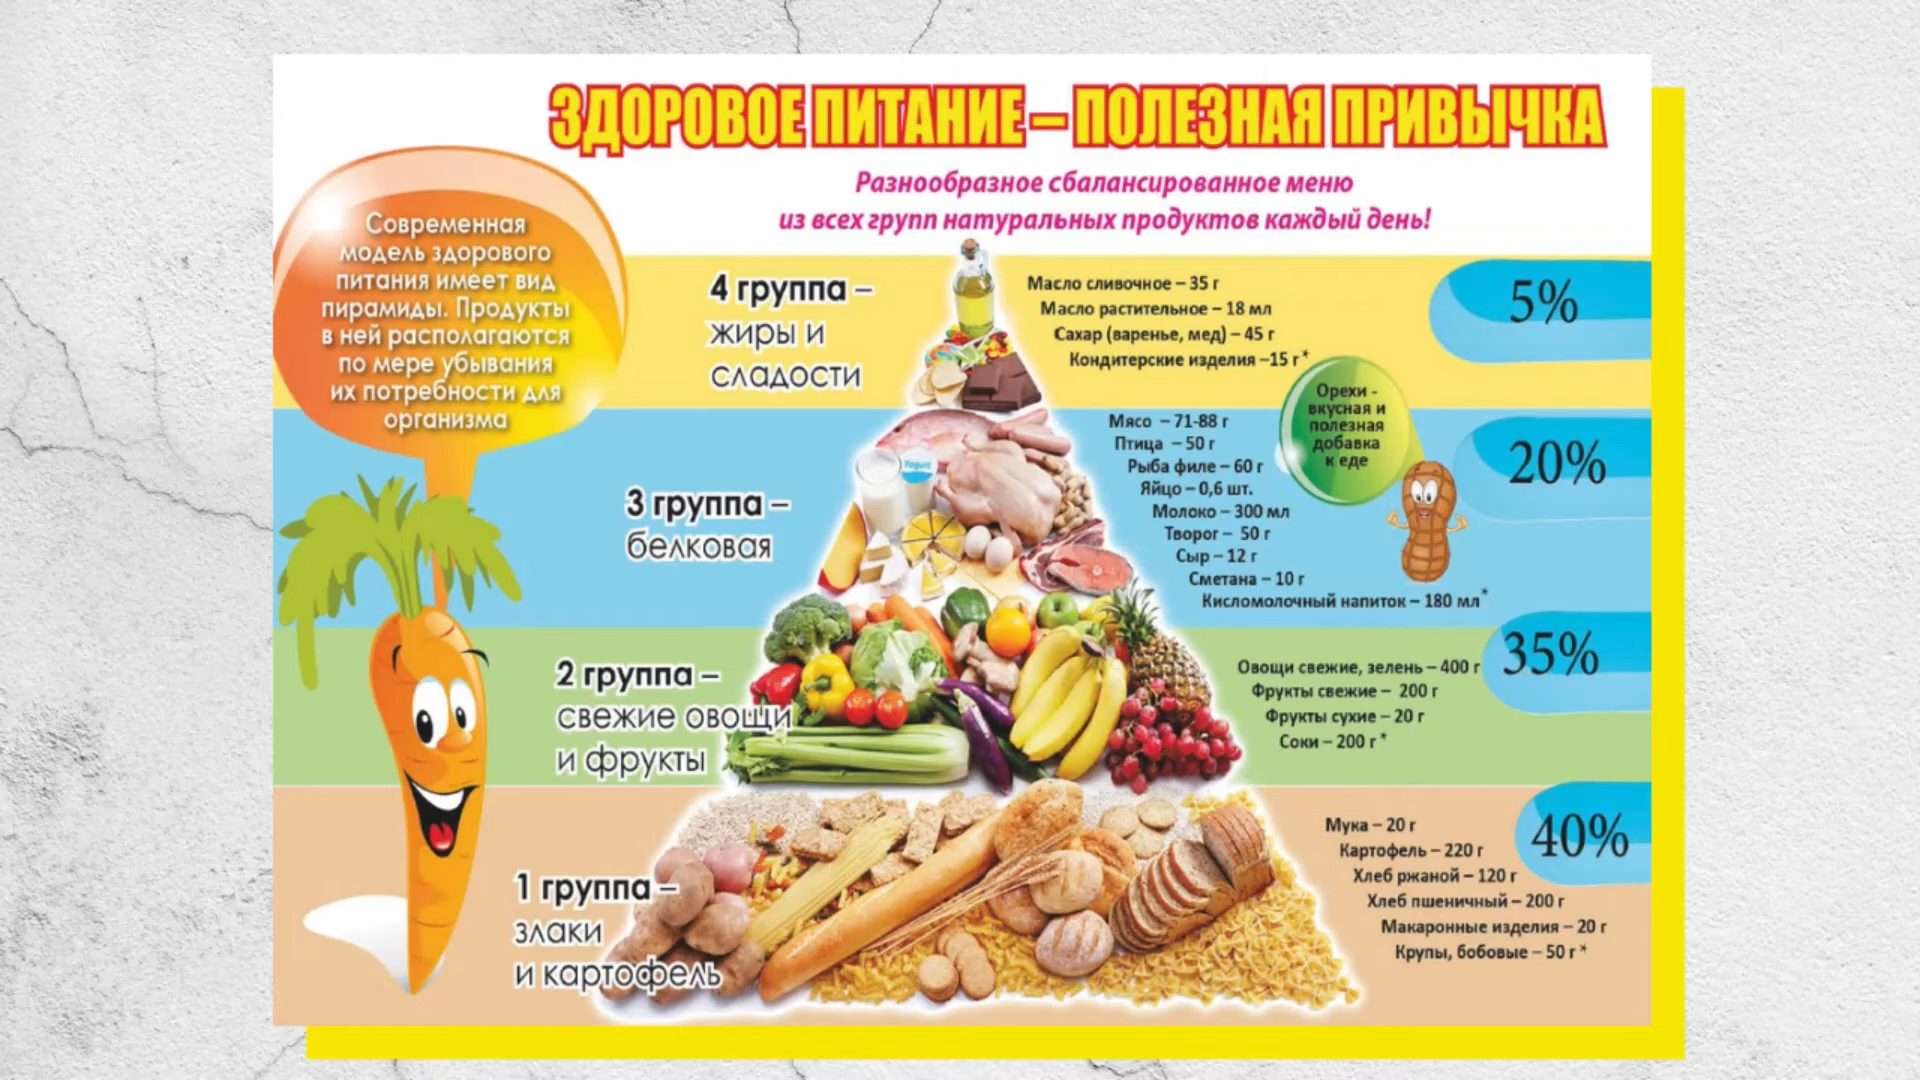 ЗДОРОВОЕ ПИТАНИЕ – ПОЛЕЗНАЯ ПРИВЫЧКА
Разнообразное сбалансированное меню
из всех групп натуральных продуктов каждый день!
Современная
модель здорового
питания имеет вид
пирамиды. Продукты
в ней располагаются
по мере убывания
их потребности для
организма
4 группа –
жиры и
сладости
Масло сливочное – 35 г
Масло растительное – 18 мл
Сахар (варенье, мед) – 45 г
Кондитерские изделия –15 г*
5%
Орехи -
вкусная и
полезная
добавка
к еде
3 группа –
белковая
Yogurt
Мясо – 71-88 г
Птица – 50 г
Рыба филе – 60 г
Яйцо – 0,6 шт.
Молоко – 300 мл
Творог – 50 г
Сыр – 12 г
Сметана – 10 г
Кисломолочный напиток – 180 мл*
20%
2 группа –
свежие овощи
и фрукты
Овощи свежие, зелень – 400 г
Фрукты свежие – 200 г
Фрукты сухие – 20 г
Соки – 200 г *
35%
1 группа –
злаки
и картофель
Мука – 20 г
Картофель – 220 г
Хлеб ржаной – 120 г
Хлеб пшеничный – 200 г
Макаронные изделия – 20 г
Крупы, бобовые – 50 г *
40%